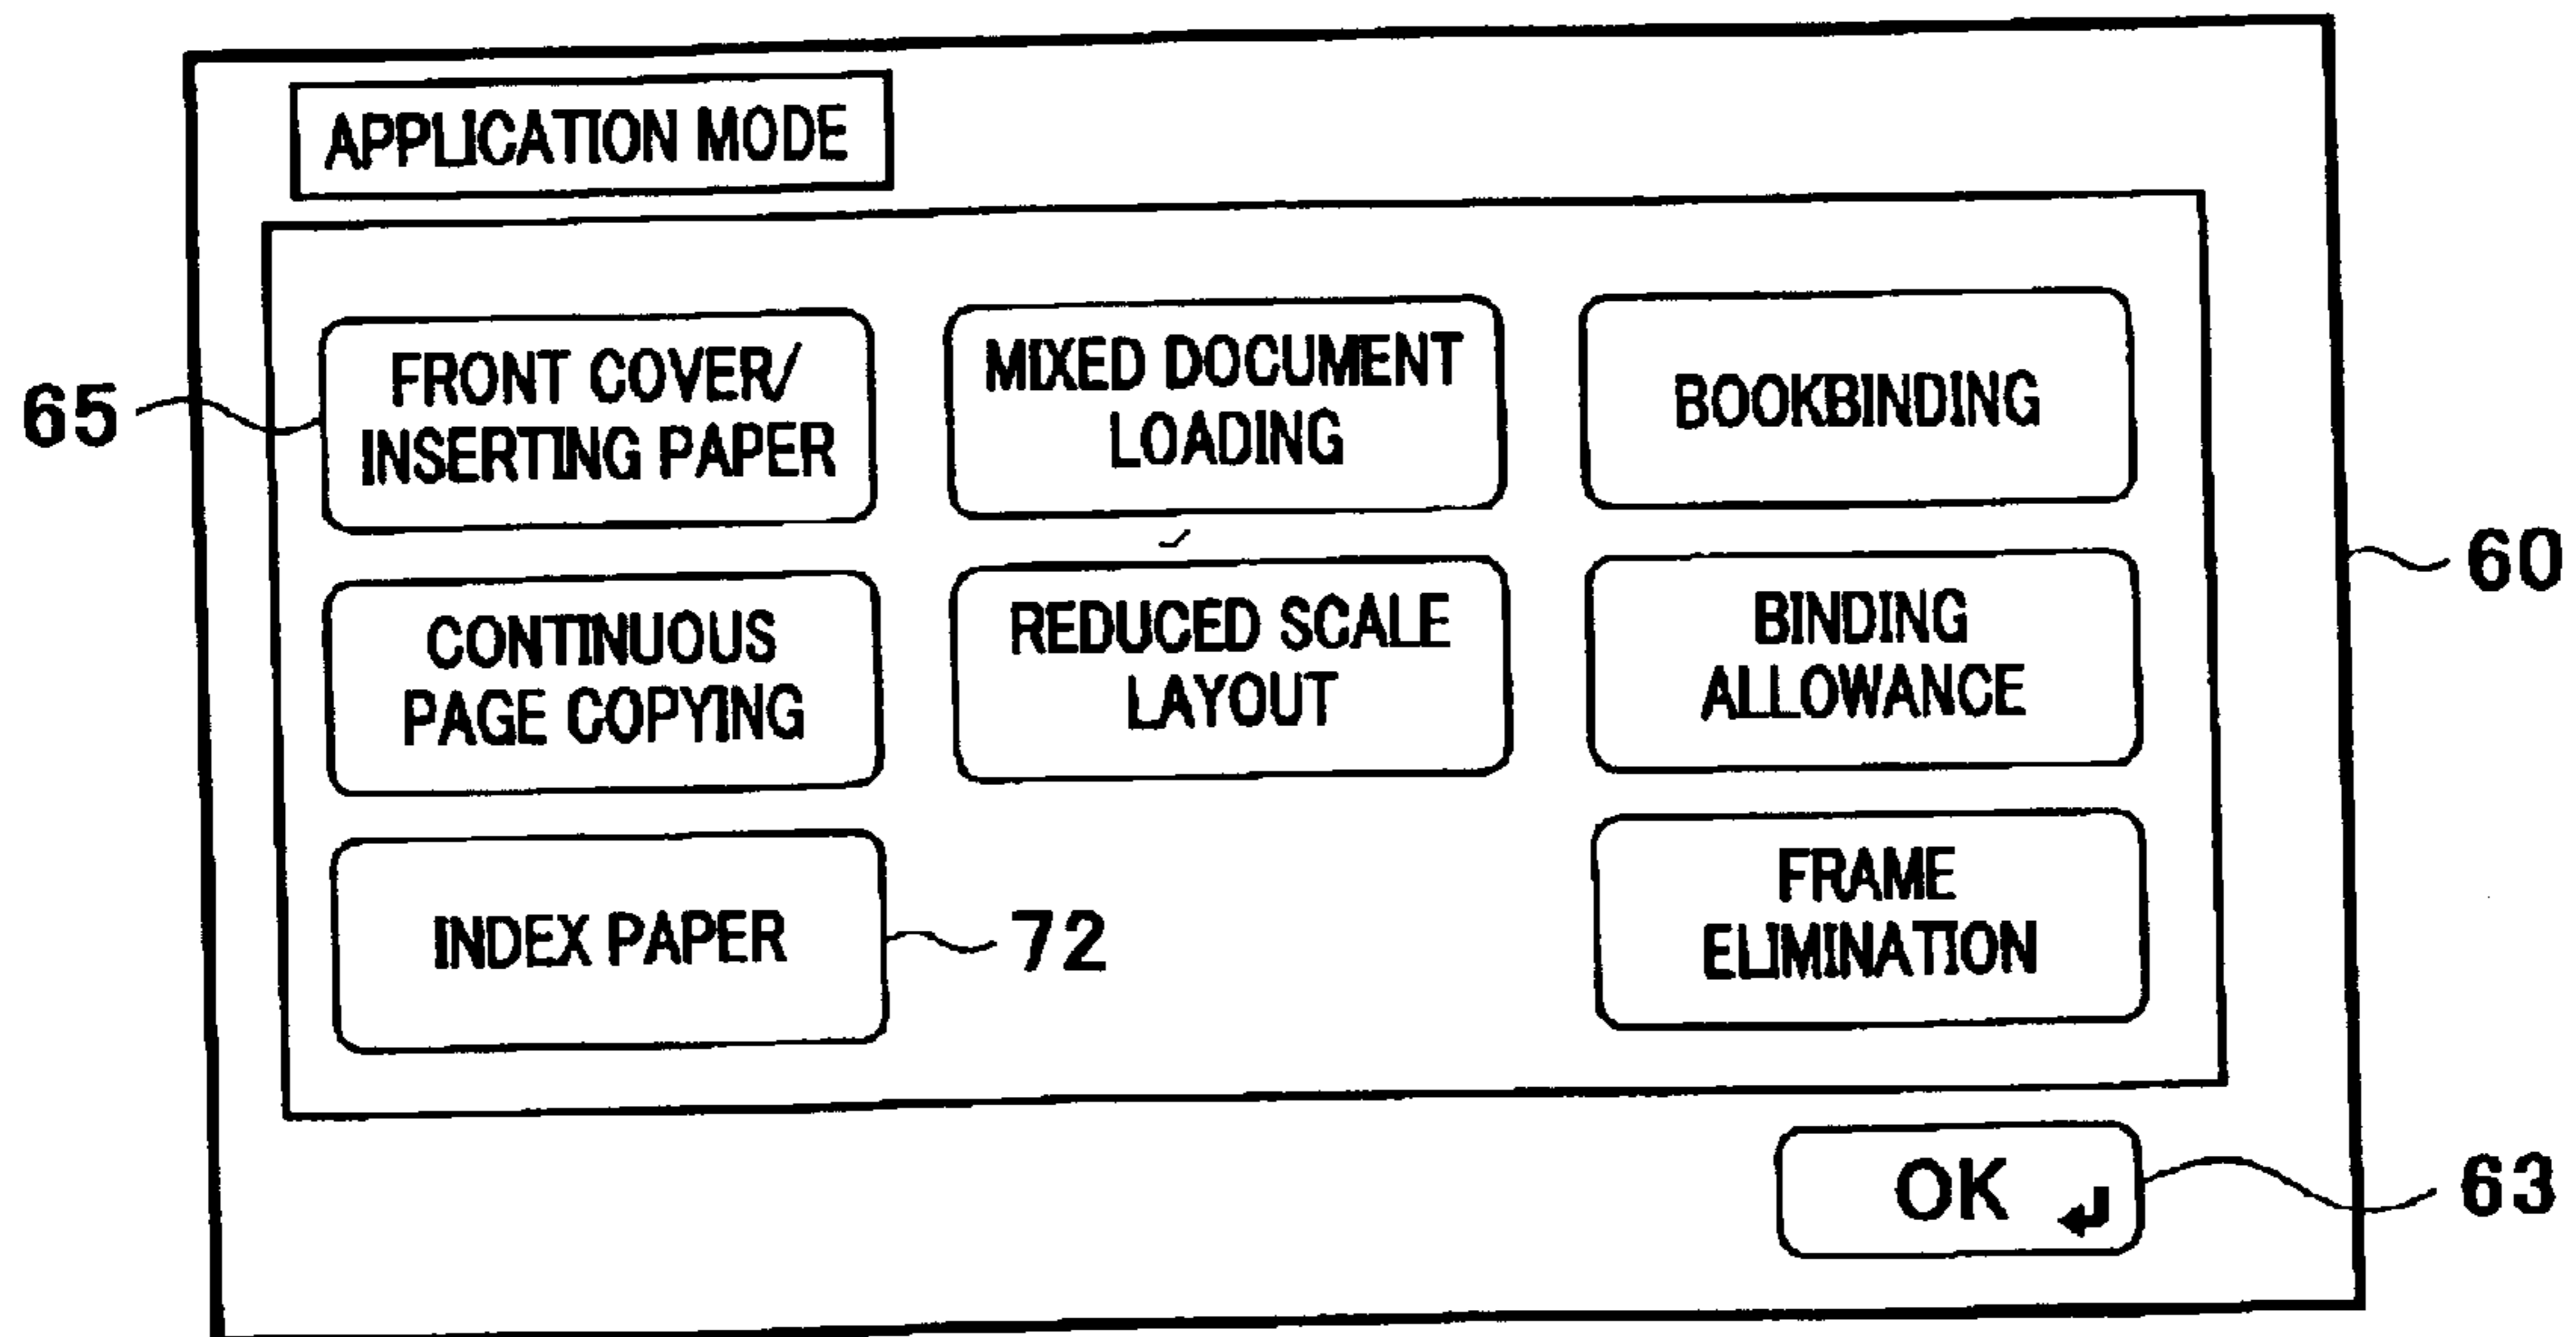 APPLICATION MODE
65
FRONT COVER/
INSERTING PAPER
MIXED DOCUMENT
LOADING
BOOKBINDING
60
CONTINUOUS
PAGE COPYING
REDUCED SCALE
LAYOUT
BINDING
ALLOWANCE
INDEX PAPER
72
FRAME
ELIMINATION
OK
63